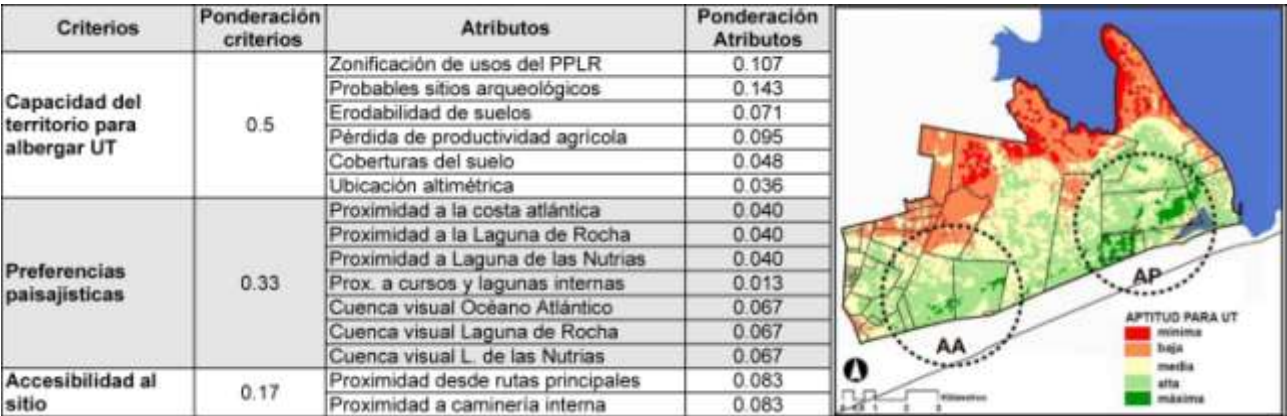 Criterios Ponderación criterios Atributos Ponderación Atributos
Capacidad del territorio para albergar UT 0.5
Zonificación de usos del PPLR 0.107
Probables sitios arqueológicos 0.143
Erodabilidad de suelos 0.071
Pérdida de productividad agrícola 0.095
Coberturas del suelo 0.048
Ubicación altimétrica 0.036
Preferencias paisajísticas 0.33
Proximidad a la costa atlántica 0.040
Proximidad a la Laguna de Rocha 0.040
Proximidad a Laguna de las Nutrias 0.040
Prox. a cursos y lagunas internas 0.013
Cuenca visual Océano Atlántico 0.067
Cuenca visual Laguna de Rocha 0.067
Cuenca visual L. de las Nutrias 0.067
Accesibilidad al sitio 0.17
Proximidad desde rutas principales 0.083
Proximidad a caminería interna 0.083
AP
AA
APTITUD PARA UT
mínima
baja
media
alta
máxima